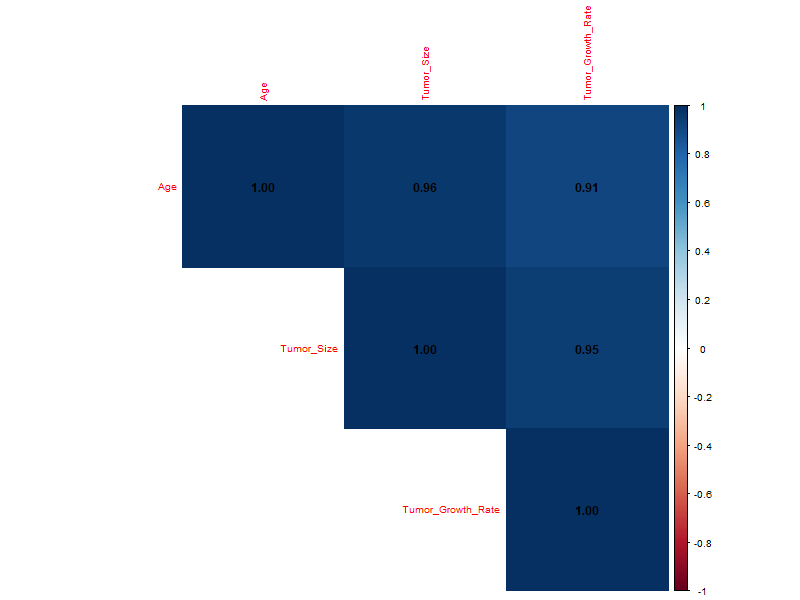 Age
Tumor_Size
Tumor_Growth_Rate
Age
1.00
0.96
0.91
Tumor_Size
1.00
0.95
Tumor_Growth_Rate
1.00
1
0.8
0.6
0.4
0.2
0
-0.2
-0.4
-0.6
-0.8
-1